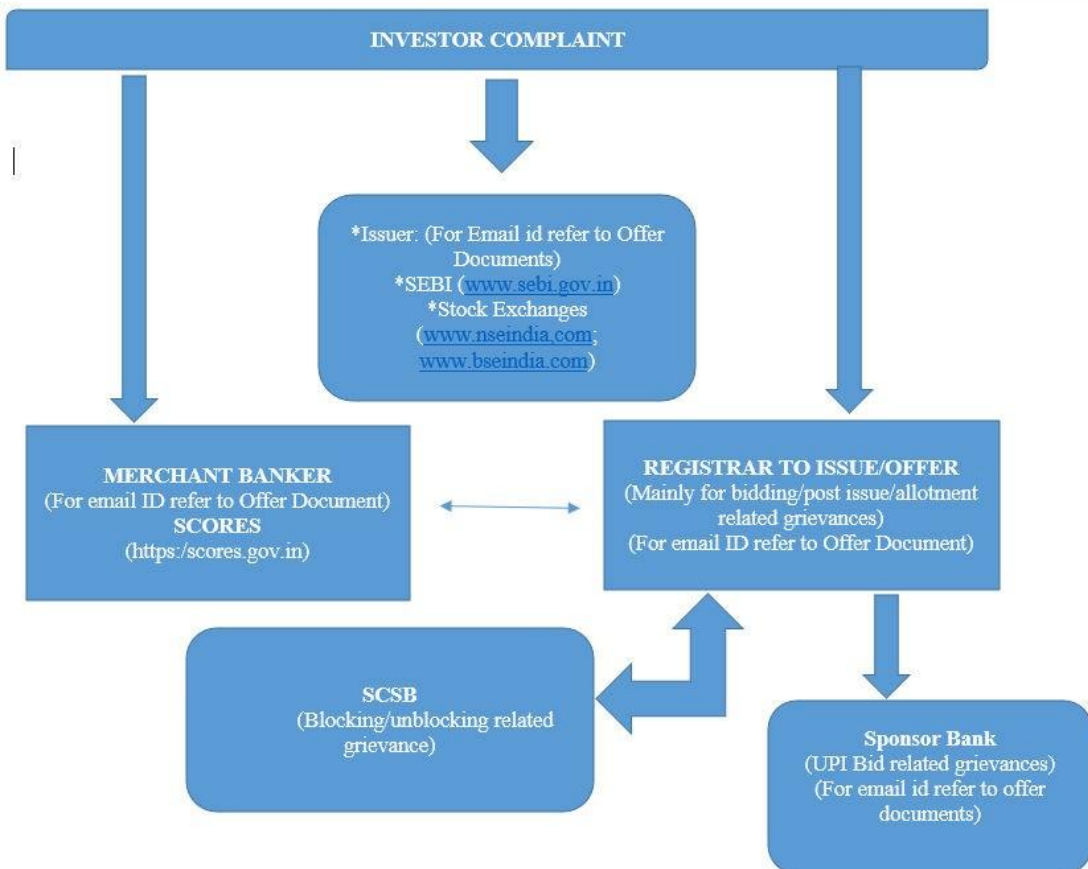 INVESTOR COMPLAINT
*Issuer: (For Email id refer to Offer
Documents)
*SEBI (www.sebi.gov.in)
*Stock Exchanges
(www.nseindia.com;
www.bseindia.com)
MERCHANT BANKER
(For email ID refer to Offer Document)
SCORES
(https:/scores.gov.in)
REGISTRAR TO ISSUE/OFFER
(Mainly for bidding/post issue/allotment
related grievances)
(For email ID refer to Offer Document)
SCSB
(Blocking/unblocking related
grievance)
Sponsor Bank
(UPI Bid related grievances)
(For email id refer to offer
documents)